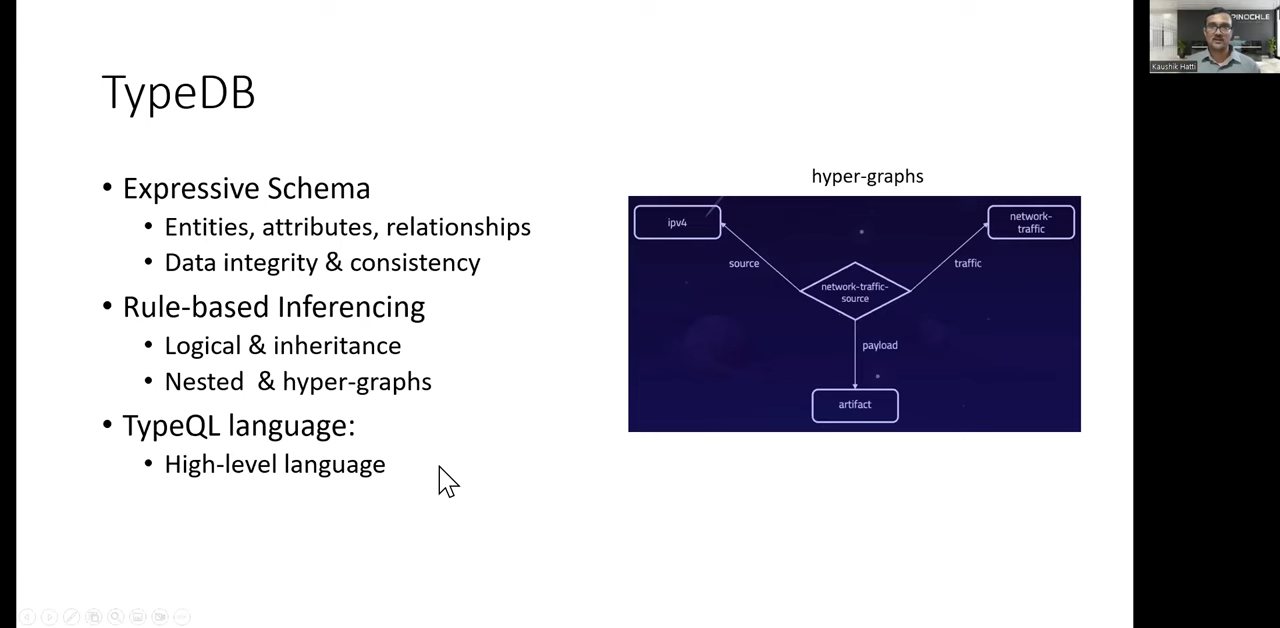 TypeDB
• Expressive Schema
• Entities, attributes, relationships
• Data integrity & consistency
• Rule-based Inferencing
• Logical & inheritance
• Nested & hyper-graphs
• TypeQL language:
• High-level language
hyper-graphs
ipv4
network-
traffic
source
traffic
network-traffic-
source
payload
artifact
PINOCHLE
Kaushik Hatti